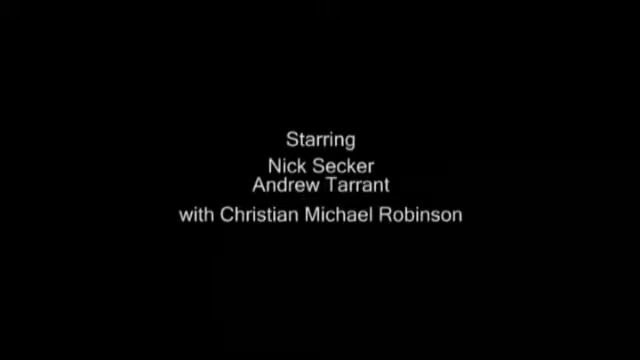 Starring
Nick Secker
Andrew Tarrant
with Christian Michael Robinson